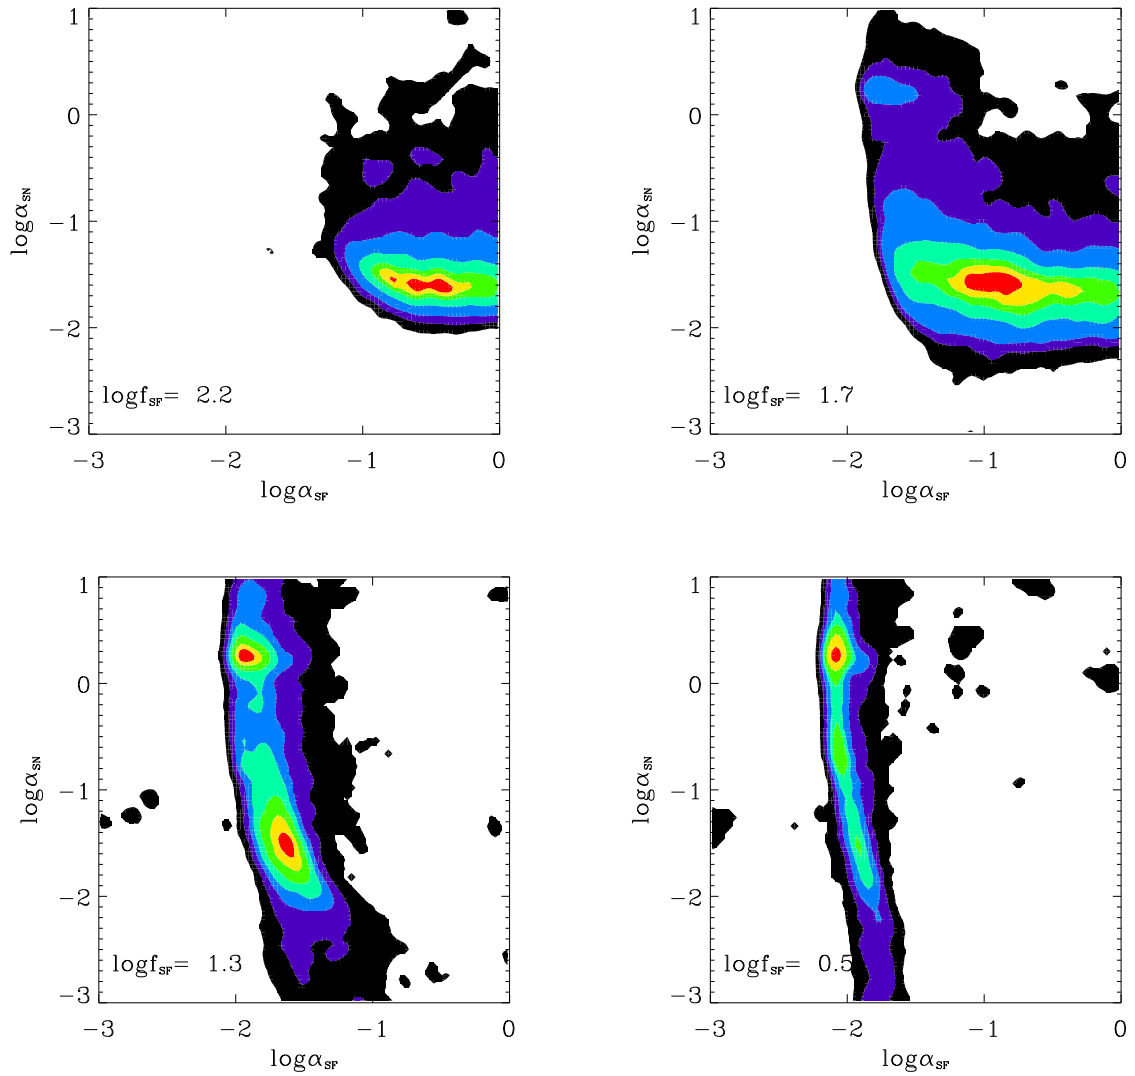 1
0
−1
−2
−3
logα_SN
logf_SF= 2.2
−3 −2 −1 0
logα_SF
1
0
−1
−2
−3
logα_SN
logf_SF= 1.7
−3 −2 −1 0
logα_SF
1
0
−1
−2
−3
logα_SN
logf_SF= 1.3
−3 −2 −1 0
logα_SF
1
0
−1
−2
−3
logα_SN
logf_SF= 0.5
−3 −2 −1 0
logα_SF